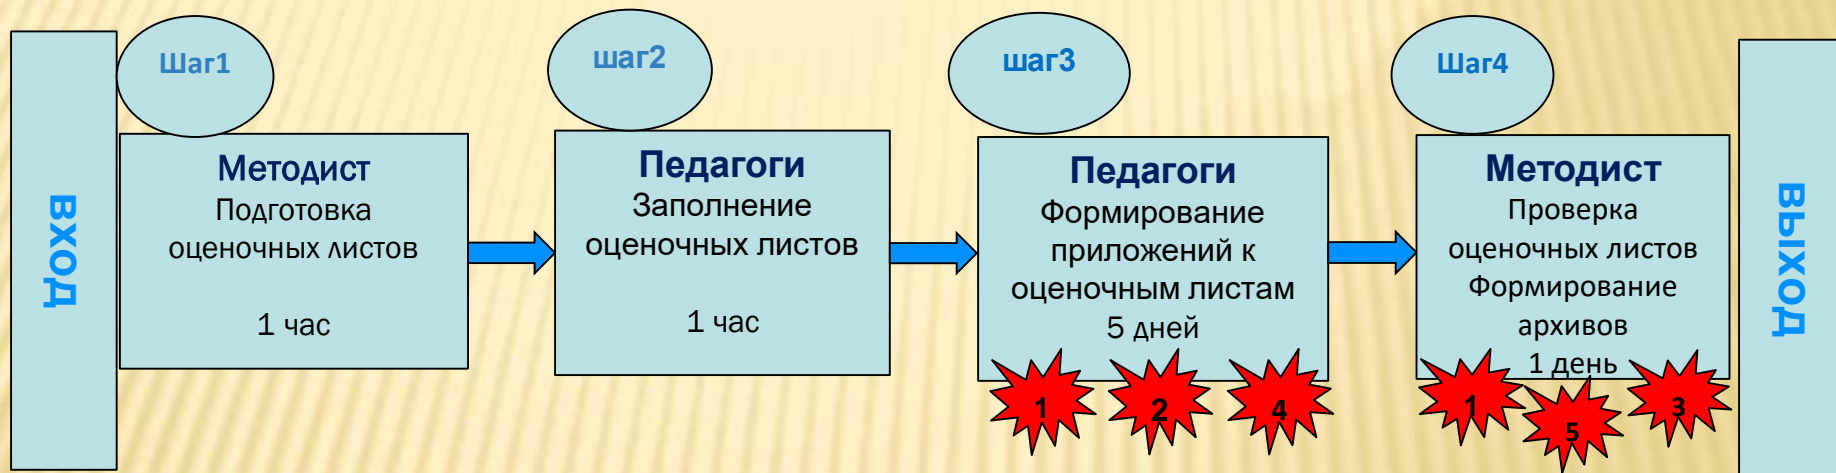 вход
Шаг1
Методист
Подготовка
оценочных листов
1 час
шаг2
Педагоги
Заполнение
оценочных листов
1 час
шаг3
Педагоги
Формирование
приложений к
оценочным листам
5 дней
1
2
4
Шаг4
Методист
Проверка
оценочных листов
Формирование
архивов
1 день
1
5
3
выход